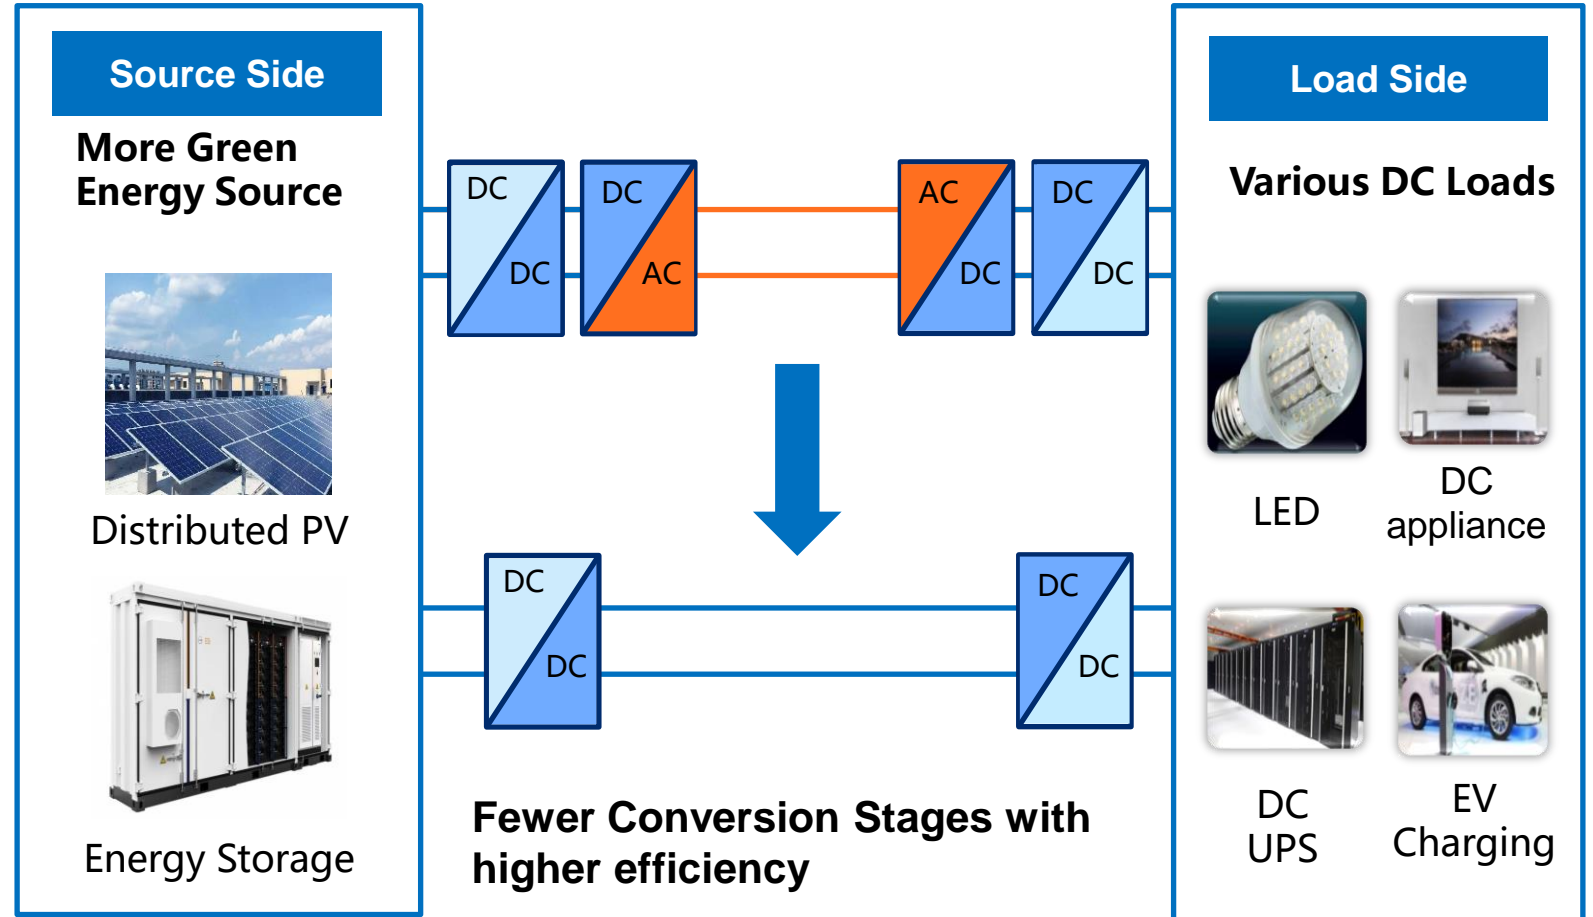 Source Side
More Green
Energy Source
Distributed PV
Energy Storage
DC
DC
DC
AC
AC
DC
DC
DC
DC
DC
DC
DC
Fewer Conversion Stages with
higher efficiency
Load Side
Various DC Loads
LED
DC
appliance
DC
UPS
EV
Charging